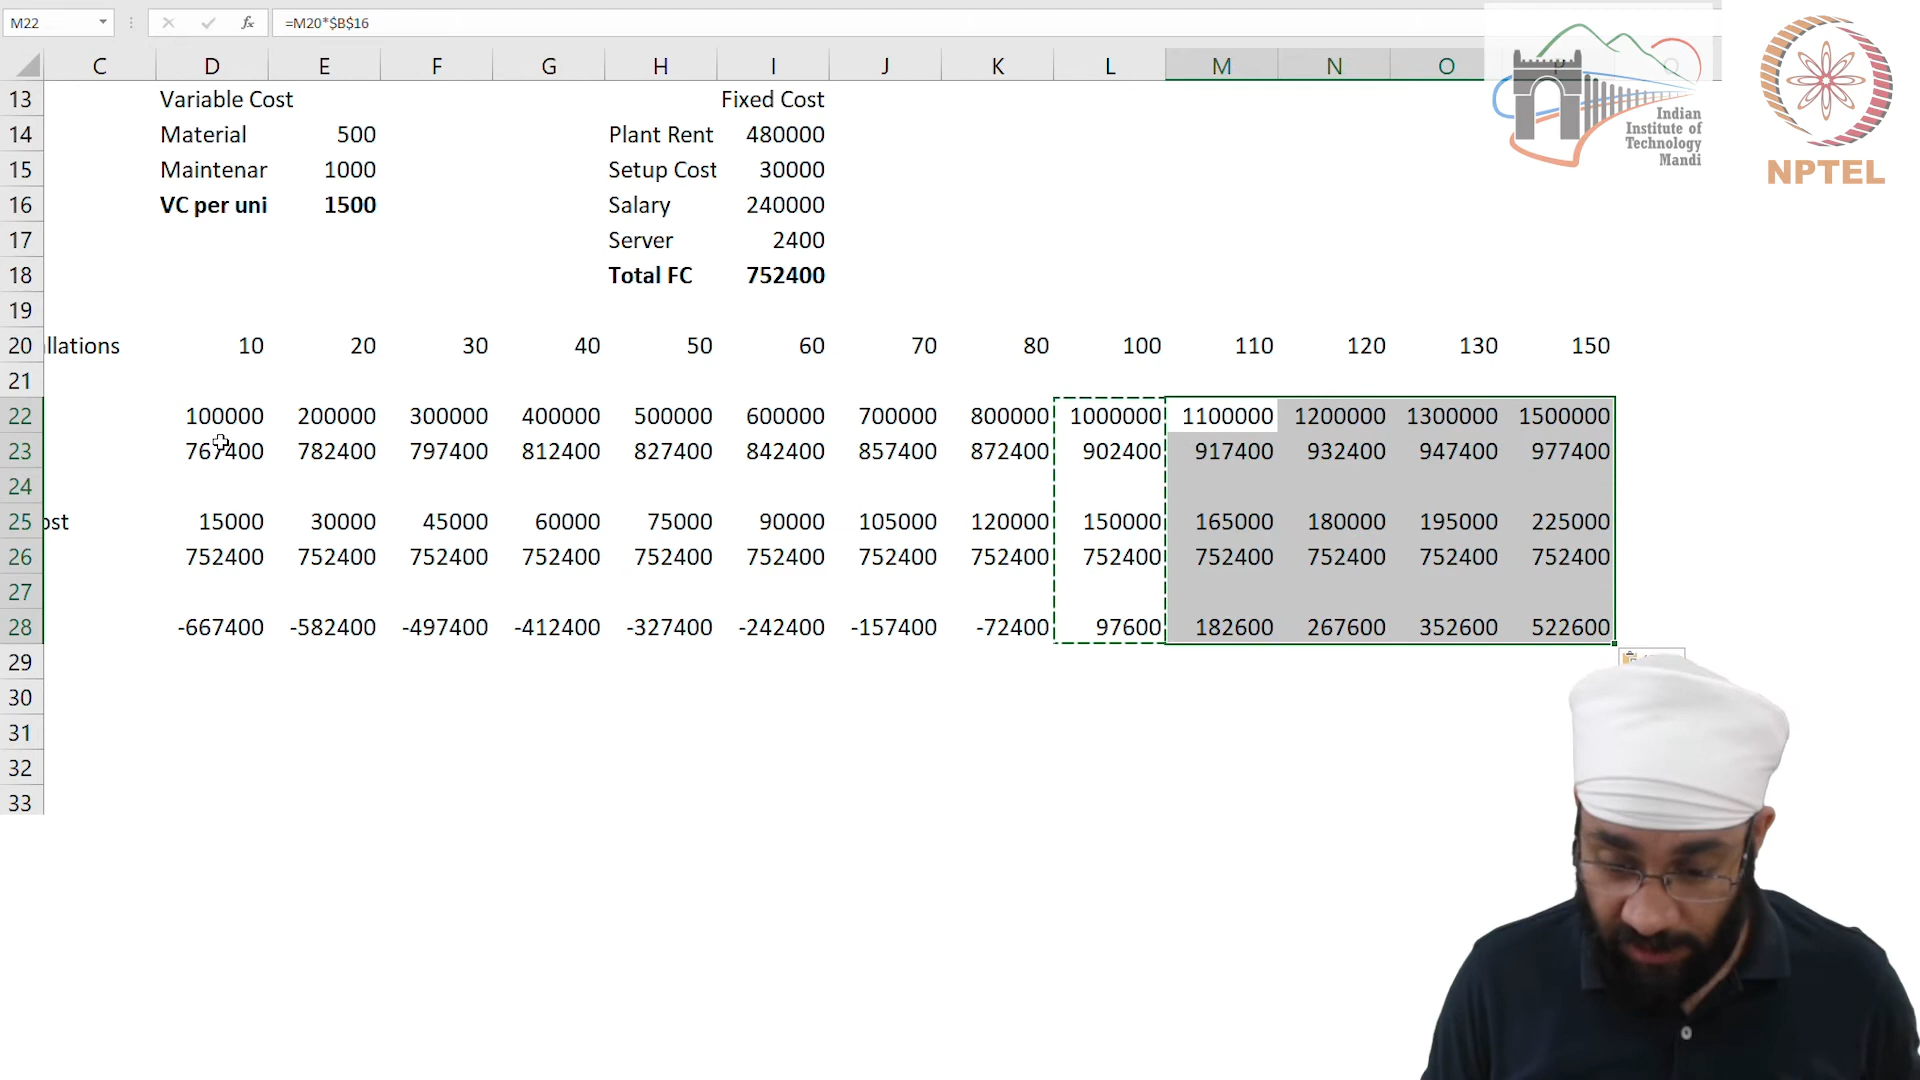 M22 fx =M20*$B$16
C D E F G H I J K L M N O P Q
13 Variable Cost Fixed Cost
14 Material 500 Plant Rent 480000
15 Maintenar 1000 Setup Cost 30000
16 VC per uni 1500 Salary 240000
17 Server 2400
18 Total FC 752400
19
20 llations 10 20 30 40 50 60 70 80 100 110 120 130 150
21
22 100000 200000 300000 400000 500000 600000 700000 800000 1000000 1100000 1200000 1300000 1500000
23 767400 782400 797400 812400 827400 842400 857400 872400 902400 917400 932400 947400 977400
24
25 ost 15000 30000 45000 60000 75000 90000 105000 120000 150000 165000 180000 195000 225000
26 752400 752400 752400 752400 752400 752400 752400 752400 752400 752400 752400 752400 752400
27
28 -667400 -582400 -497400 -412400 -327400 -242400 -157400 -72400 97600 182600 267600 352600 522600
29
30
31
32
33
Indian
Institute of
Technology
Mandi
NPTEL